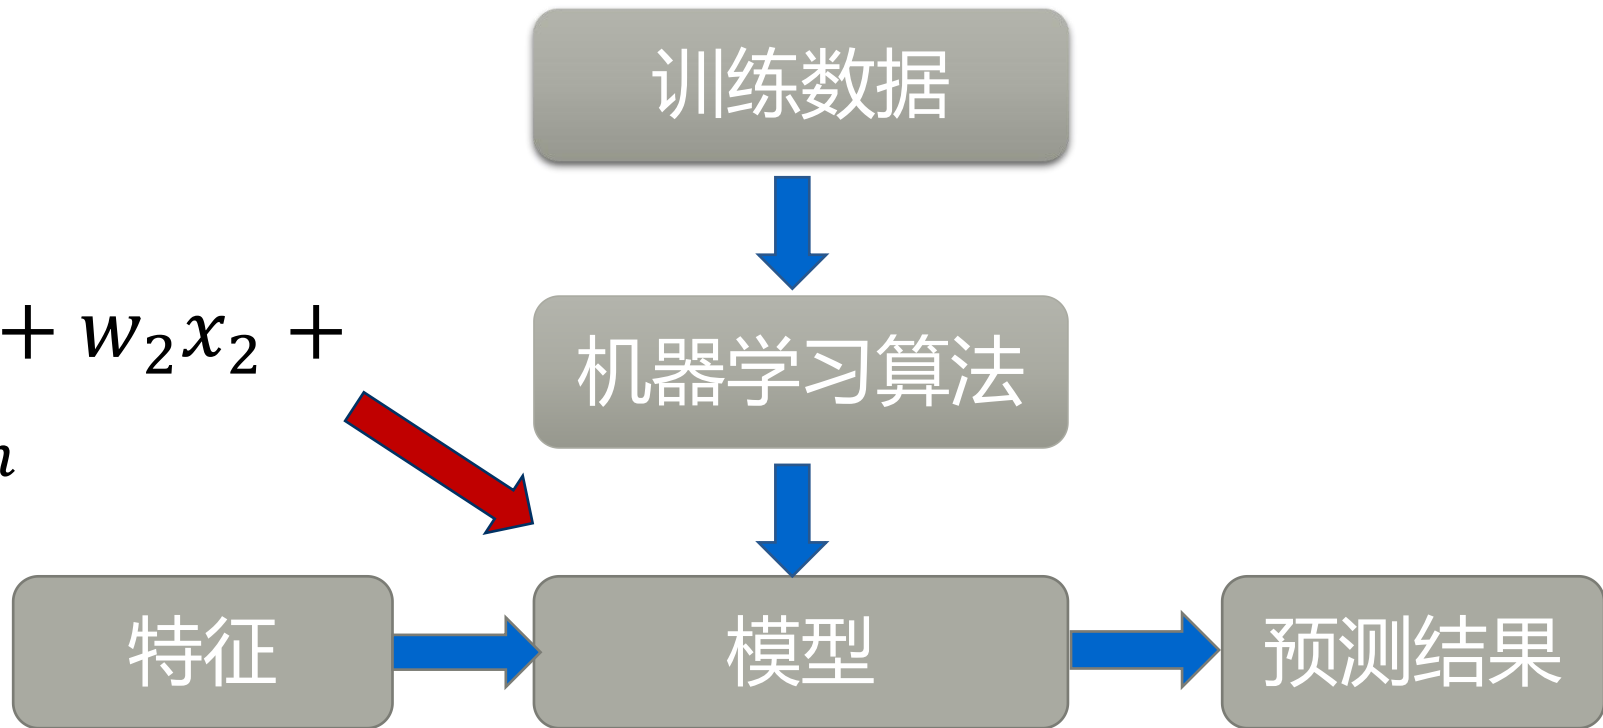 训练数据
+ w₂x₂ +
机器学习算法
n
特征
模型
预测结果